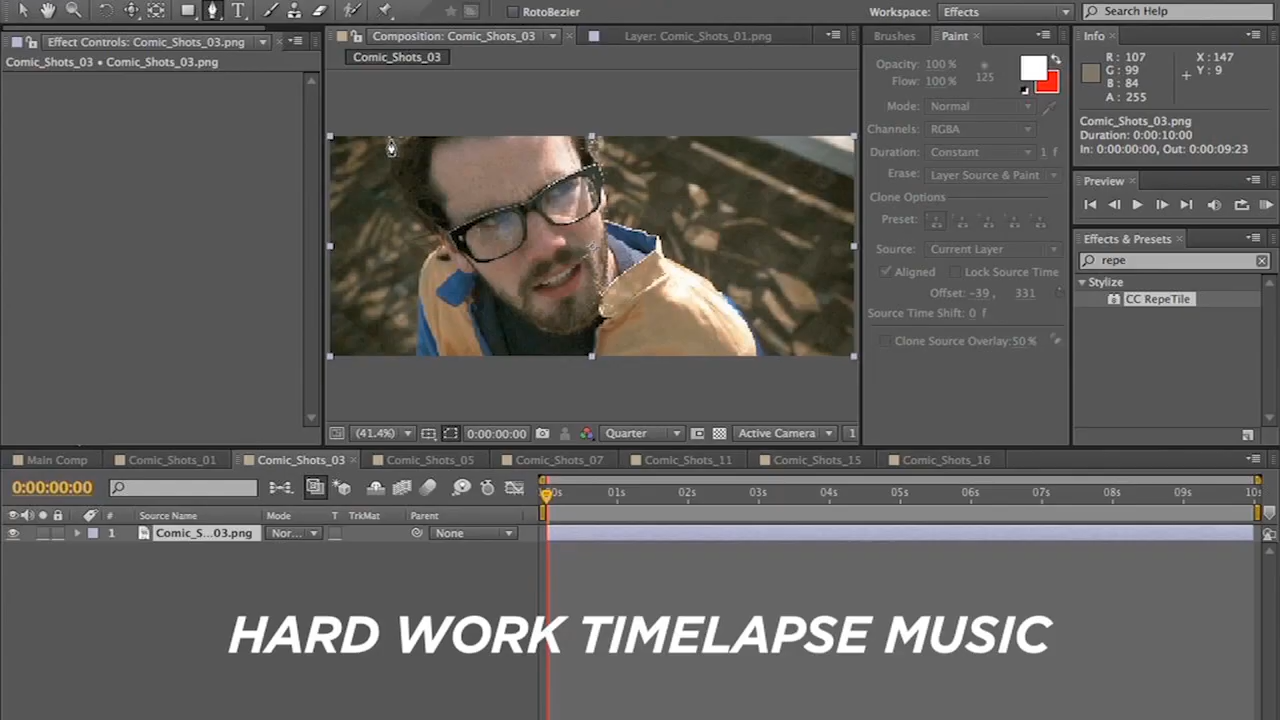 RotoBezier
Workspace: Effects
Search Help
Effect Controls: Comic_Shots_03.png
Composition: Comic_Shots_03
Layer: Comic_Shots_01.png
Brushes
Paint
Info
Comic_Shots_03 • Comic_Shots_03.png
Comic_Shots_03
Opacity: 100 %
Flow: 100 %
125
Mode: Normal
Channels: RGBA
Duration: Constant
1 f
Erase: Layer Source & Paint
Clone Options
Preset:
Source: Current Layer
Aligned
Lock Source Time
Offset: -39 , 331
Source Time Shift: 0 f
Clone Source Overlay: 50 %
R : 107
G : 99
B : 84
A : 255
X : 147
Y : 9
Comic_Shots_03.png
Duration: 0:00:10:00
In: 0:00:00:00, Out: 0:00:09:23
Preview
Effects & Presets
repe
Stylize
CC RepeTile
(41.4%)
0:00:00:00
Quarter
Active Camera
1
Main Comp
Comic_Shots_01
Comic_Shots_03
Comic_Shots_05
Comic_Shots_07
Comic_Shots_11
Comic_Shots_15
Comic_Shots_16
0:00:00:00
0s 01s 02s 03s 04s 05s 06s 07s 08s 09s 10s
# Source Name Mode T TrkMat Parent
1 Comic_S...03.png Nor... None
HARD WORK TIMELAPSE MUSIC